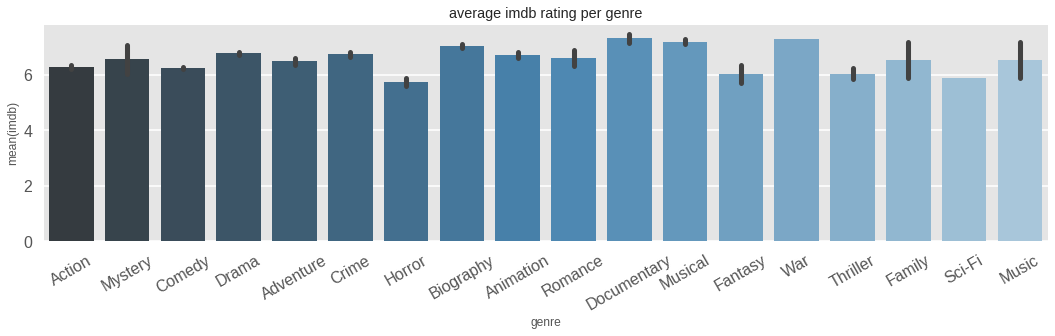 average imdb rating per genre
mean(imdb)
6
4
2
0
Action Mystery Comedy Drama Adventure Crime Horror Biography Animation Romance Documentary Musical Fantasy War Thriller Family Sci-Fi Music
genre